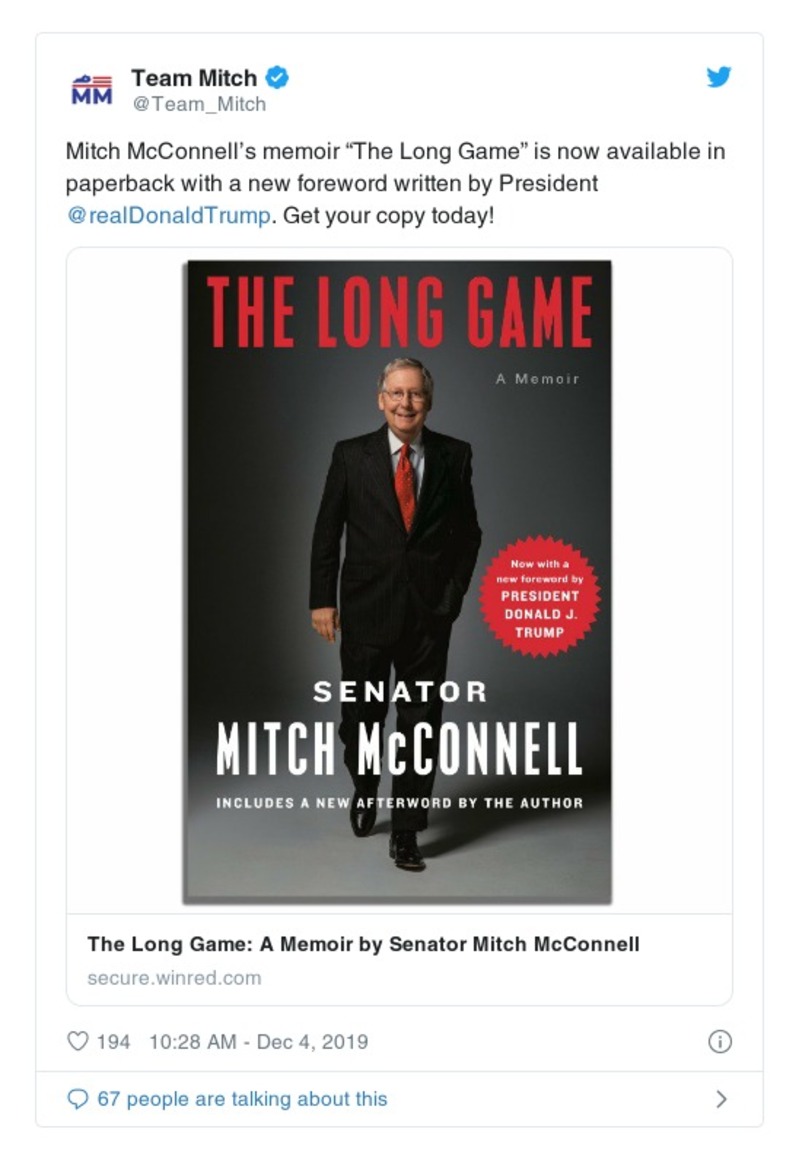 MM
Team Mitch
@Team_Mitch
Mitch McConnell’s memoir “The Long Game” is now available in
paperback with a new foreword written by President
@realDonaldTrump. Get your copy today!
THE LONG GAME
A Memoir
Now with a
new foreword by
PRESIDENT
DONALD J.
TRUMP
SENATOR
MITCH McCONNELL
INCLUDES A NEW AFTERWORD BY THE AUTHOR
The Long Game: A Memoir by Senator Mitch McConnell
secure.winred.com
194 10:28 AM - Dec 4, 2019
67 people are talking about this